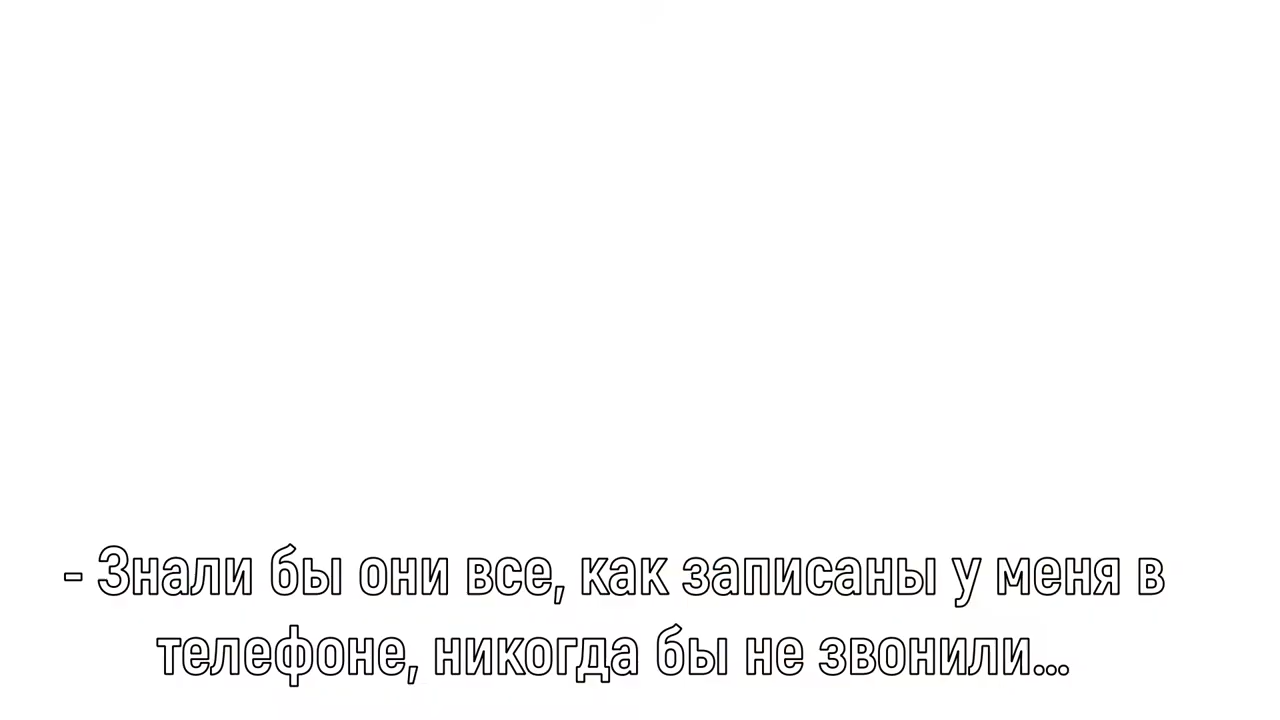 - Знали бы они все, как записаны у меня в
телефоне, никогда бы не звонили...